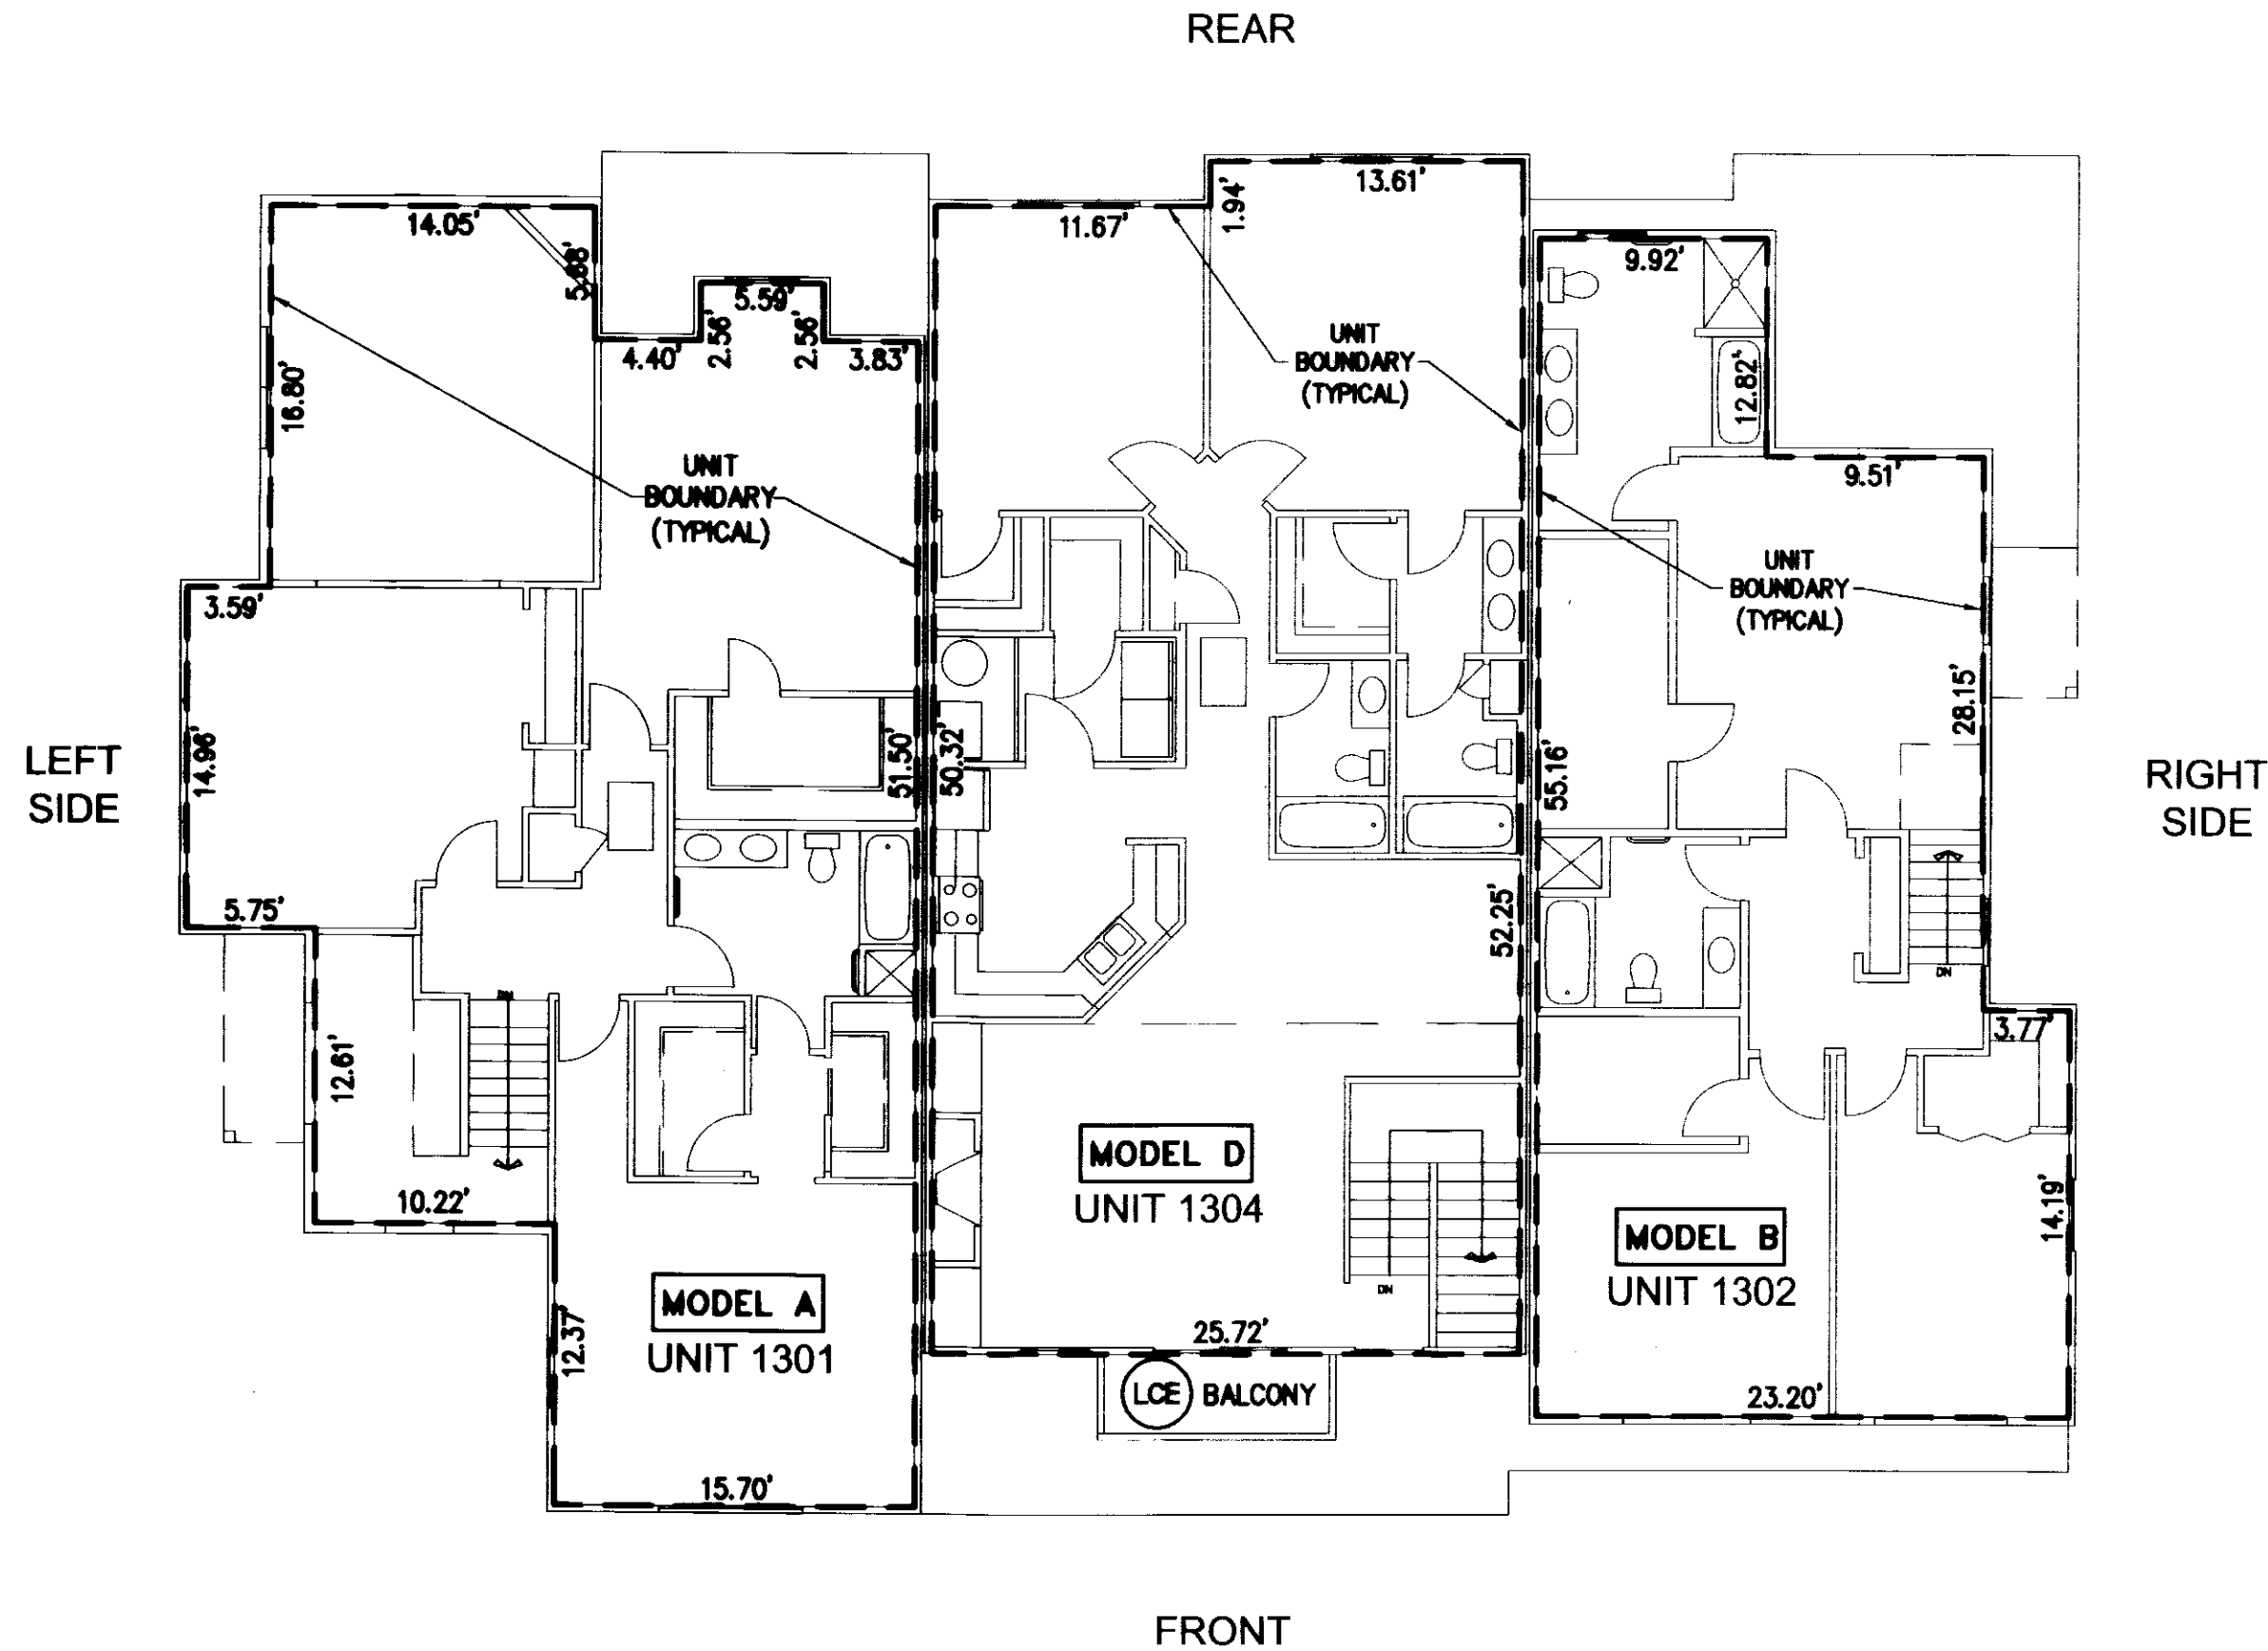 REAR
13.61'
1.94'
11.67'
14.05'
5.88'
9.92'
5.59'
2.56'
2.56'
4.40'
3.83'
UNIT
BOUNDARY
(TYPICAL)
16.80'
12.82'
9.51'
UNIT
BOUNDARY
(TYPICAL)
UNIT
BOUNDARY
(TYPICAL)
3.59'
28.15'
LEFT
SIDE
14.96'
51.50'
50.32'
55.16'
RIGHT
SIDE
5.75'
52.25'
DN
DN
3.77'
12.61'
MODEL D
UNIT 1304
10.22'
14.19'
MODEL B
UNIT 1302
DN
MODEL A
UNIT 1301
12.37'
25.72'
LCE BALCONY
23.20'
15.70'
FRONT